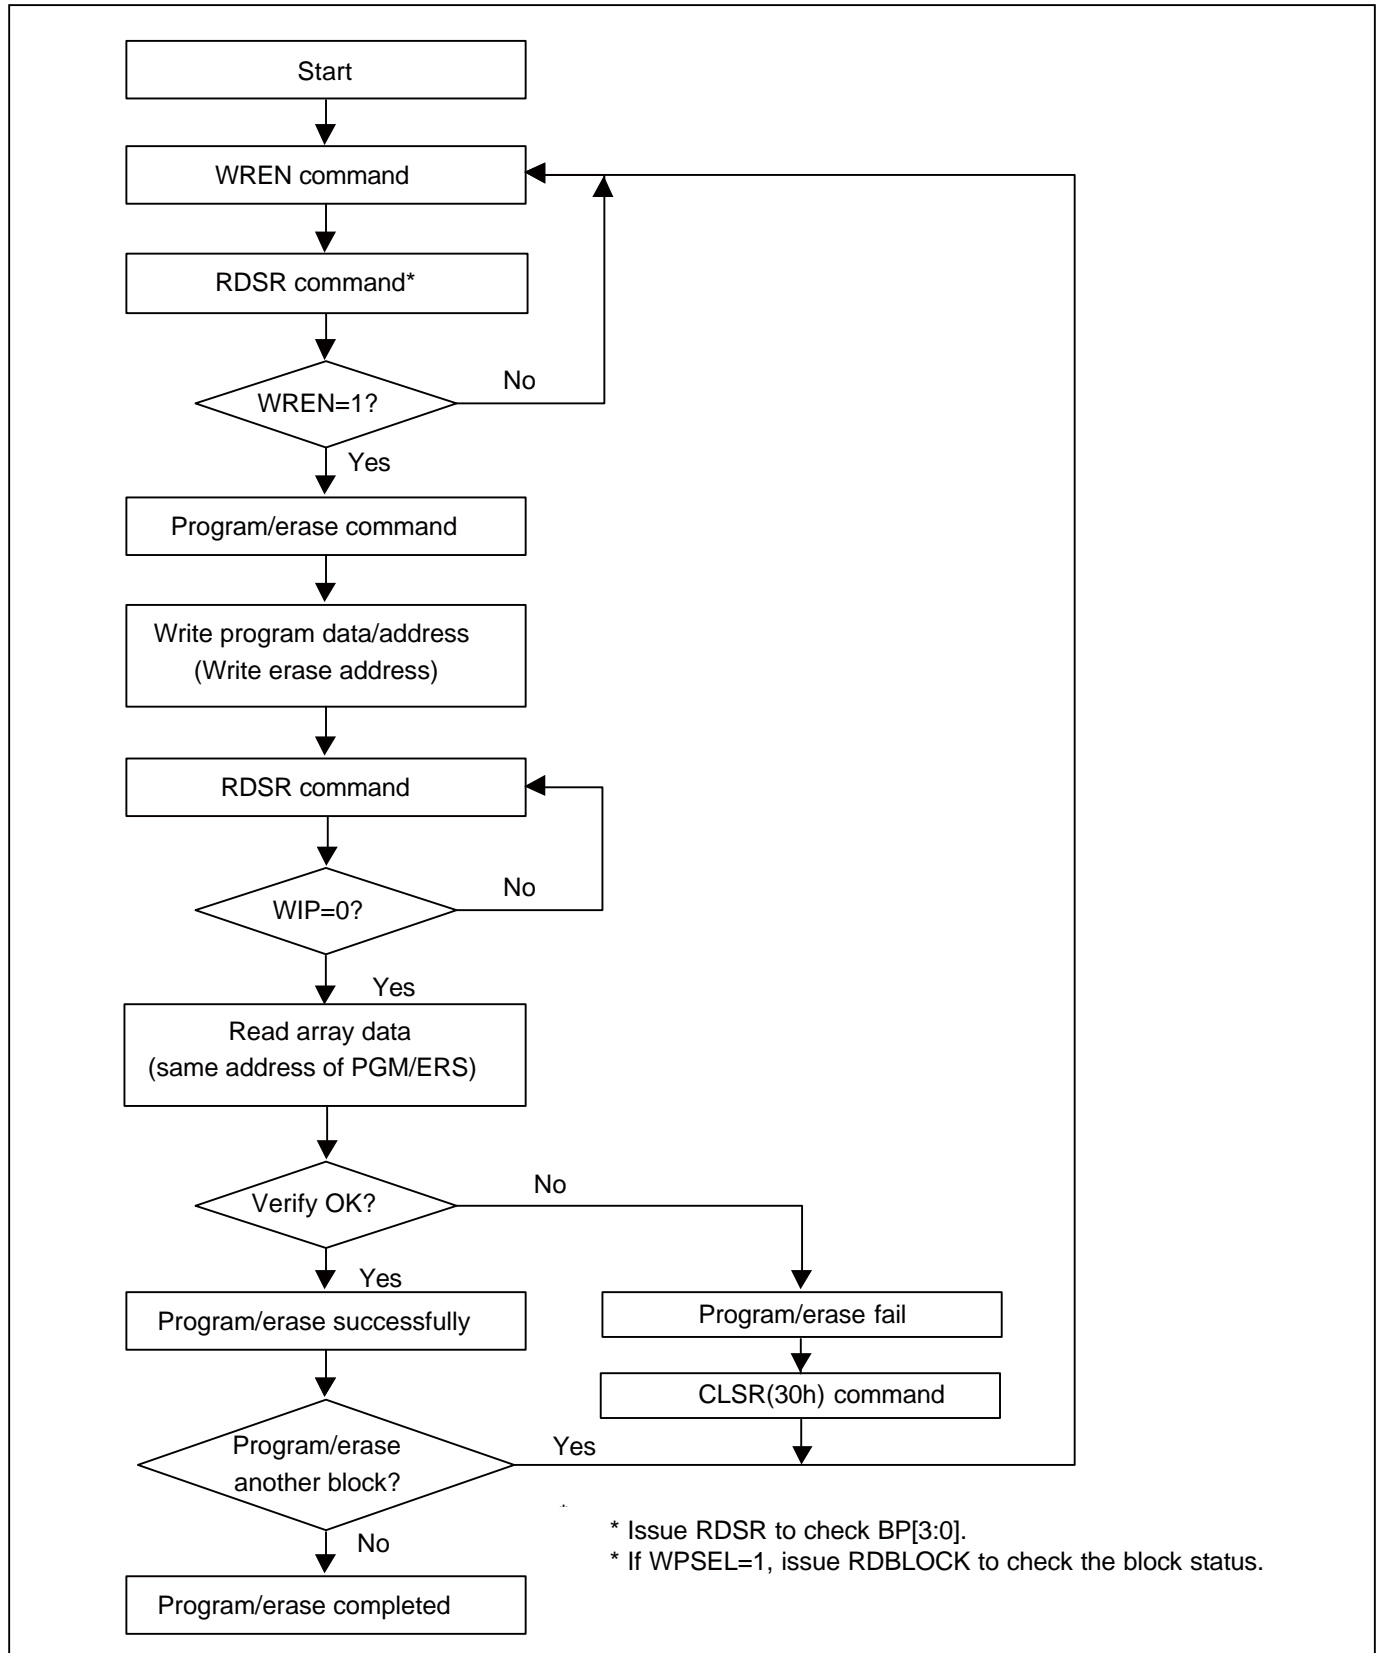 Start
WREN command
RDSR command*
WREN=1?
No
Yes
Program/erase command
Write program data/address
(Write erase address)
RDSR command
WIP=0?
No
Yes
Read array data
(same address of PGM/ERS)
Verify OK?
No
Yes
Program/erase successfully
Program/erase fail
CLSR(30h) command
Program/erase
another block?
Yes
No
* Issue RDSR to check BP[3:0].
* If WPSEL=1, issue RDBLOCK to check the block status.
Program/erase completed